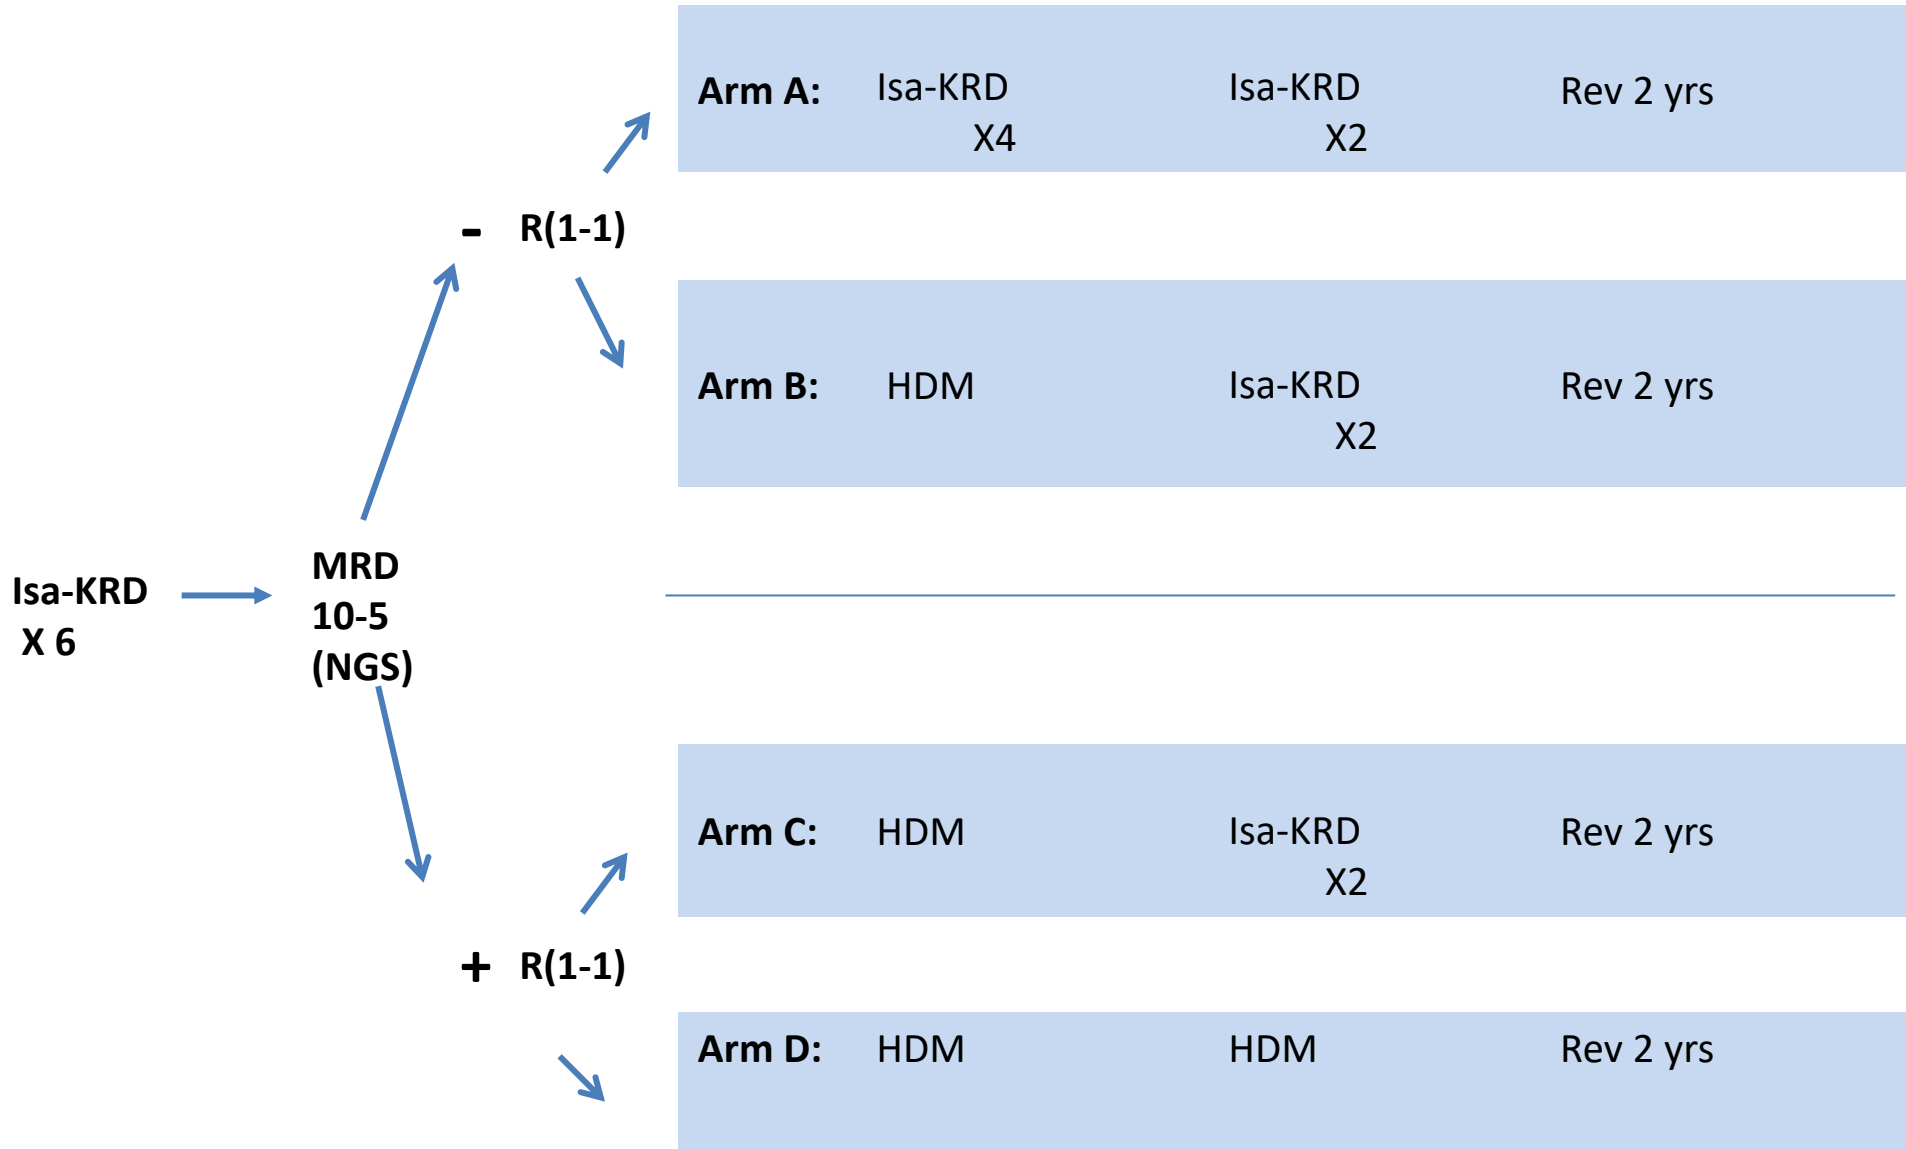 Isa-KRD
X 6
MRD
10-5
(NGS)
- R(1-1)
Arm A: Isa-KRD Isa-KRD Rev 2 yrs
X4 X2
Arm B: HDM Isa-KRD Rev 2 yrs
X2
+ R(1-1)
Arm C: HDM Isa-KRD Rev 2 yrs
X2
Arm D: HDM HDM Rev 2 yrs